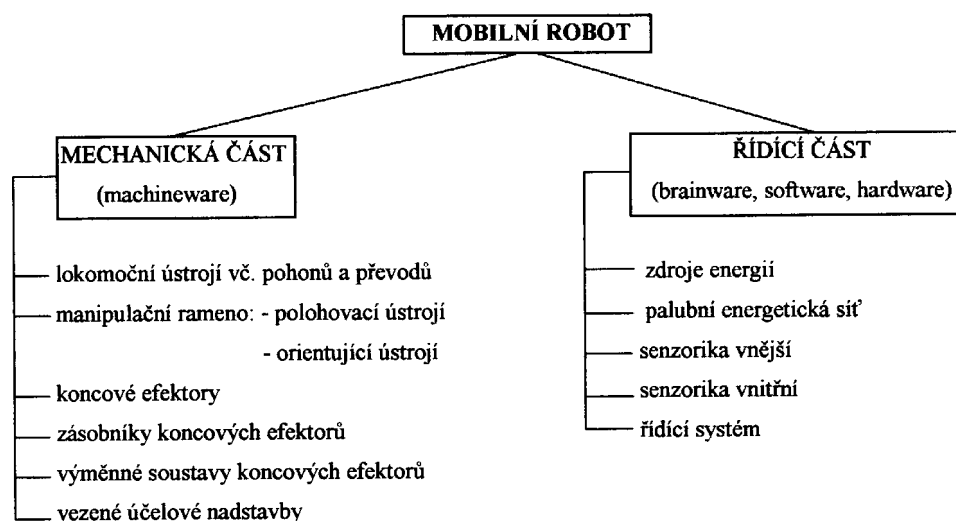 MOBILNÍ ROBOT
MECHANICKÁ ČÁST
(machineware)
lokomoční ústrojí vč. pohonů a převodů
manipulační rameno: - polohovací ústrojí
- orientující ústrojí
koncové efektory
zásobníky koncových efektorů
výměnné soustavy koncových efektorů
vezené účelové nadstavby
ŘÍDÍCÍ ČÁST
(brainware, software, hardware)
zdroje energií
palubní energetická síť
senzorika vnější
senzorika vnitřní
řídící systém